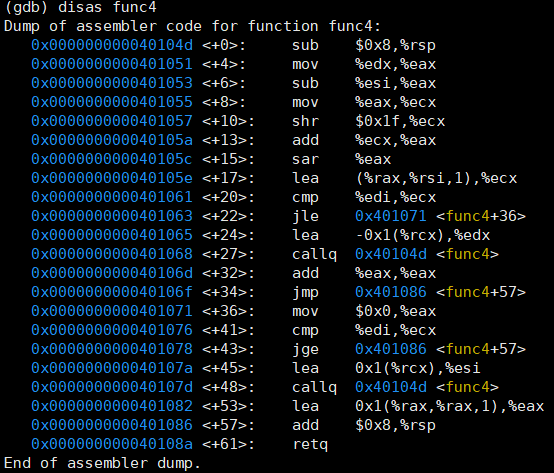 (gdb) disas func4
Dump of assembler code for function func4:
   0x000000000040104d <+0>:     sub    $0x8,%rsp
   0x0000000000401051 <+4>:     mov    %edx,%eax
   0x0000000000401053 <+6>:     sub    %esi,%eax
   0x0000000000401055 <+8>:     mov    %eax,%ecx
   0x0000000000401057 <+10>:    shr    $0x1f,%ecx
   0x000000000040105a <+13>:    add    %ecx,%eax
   0x000000000040105c <+15>:    sar    %eax
   0x000000000040105e <+17>:    lea    (%rax,%rsi,1),%ecx
   0x0000000000401061 <+20>:    cmp    %edi,%ecx
   0x0000000000401063 <+22>:    jle    0x401071 <func4+36>
   0x0000000000401065 <+24>:    lea    -0x1(%rcx),%edx
   0x0000000000401068 <+27>:    callq  0x40104d <func4>
   0x000000000040106d <+32>:    add    %eax,%eax
   0x000000000040106f <+34>:    jmp    0x401086 <func4+57>
   0x0000000000401071 <+36>:    mov    $0x0,%eax
   0x0000000000401076 <+41>:    cmp    %edi,%ecx
   0x0000000000401078 <+43>:    jge    0x401086 <func4+57>
   0x000000000040107a <+45>:    lea    0x1(%rcx),%esi
   0x000000000040107d <+48>:    callq  0x40104d <func4>
   0x0000000000401082 <+53>:    lea    0x1(%rax,%rax,1),%eax
   0x0000000000401086 <+57>:    add    $0x8,%rsp
   0x000000000040108a <+61>:    retq
End of assembler dump.